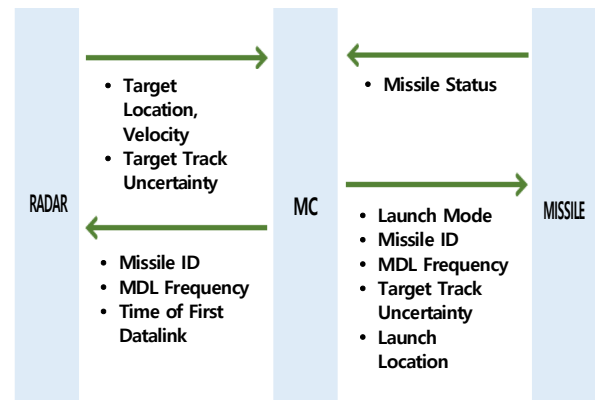 RADAR
• Target
Location,
Velocity
• Target Track
Uncertainty
• Missile ID
• MDL Frequency
• Time of First
Datalink
MC
• Missile Status
• Launch Mode
• Missile ID
• MDL Frequency
• Target Track
Uncertainty
• Launch
Location
MISSILE